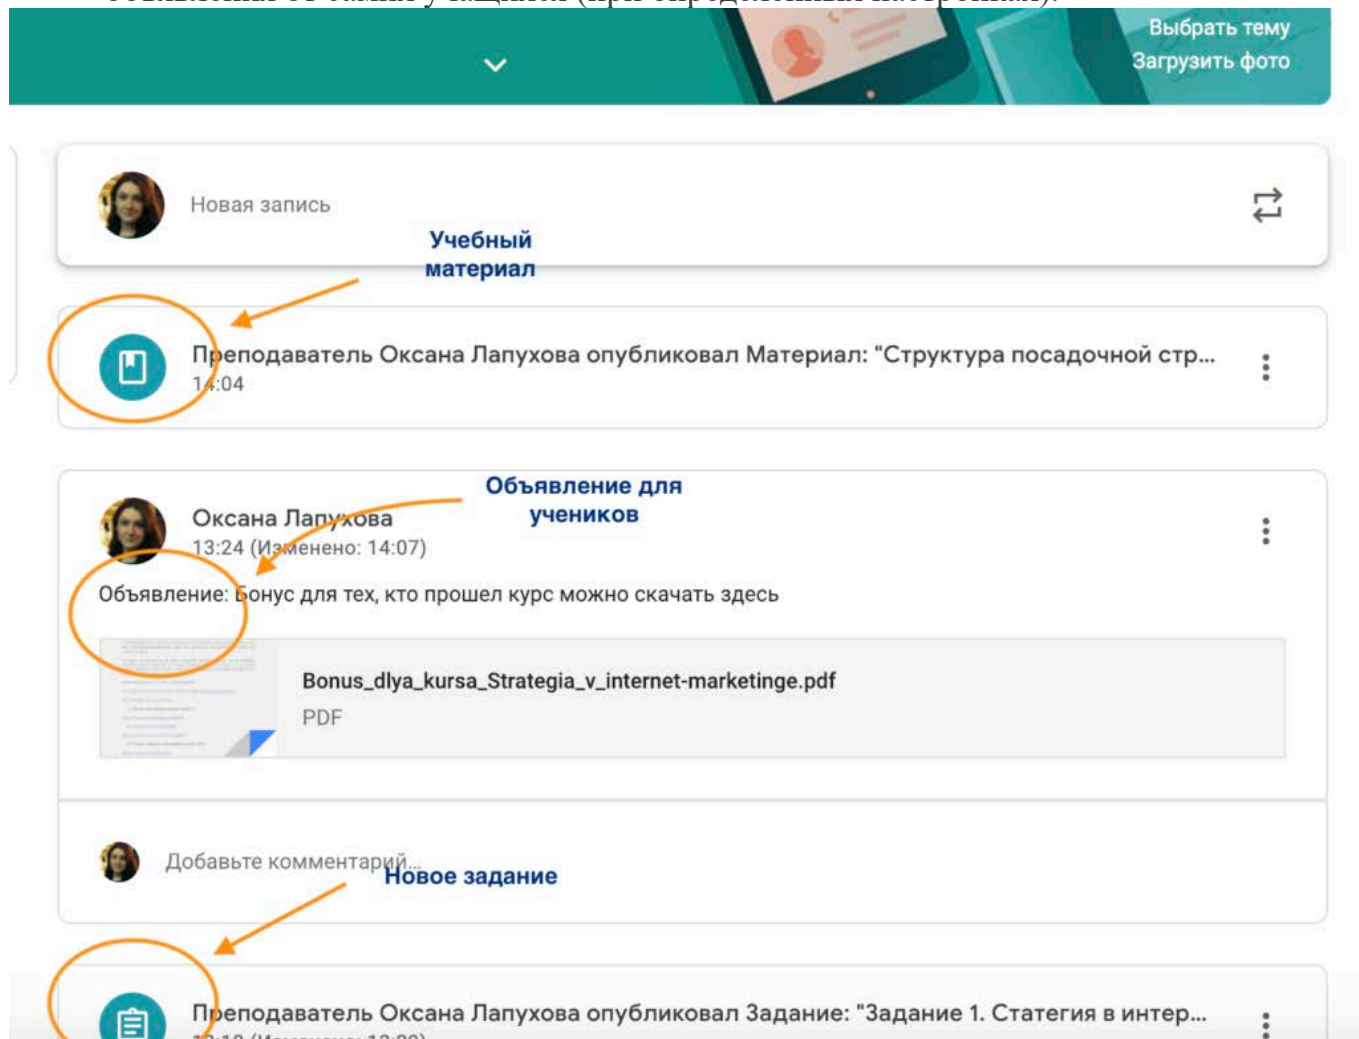 Выбрать тему
Загрузить фото
Новая запись
Учебный
материал
Преподаватель Оксана Лапухова опубликовал Материал: "Структура посадочной стр...
14:04
Объявление для
учеников
Оксана Лапухова
13:24 (Изменено: 14:07)
Объявление: Бонус для тех, кто прошел курс можно скачать здесь
Bonus_dlya_kursa_Strategia_v_internet-marketinge.pdf
PDF
Добавьте комментарий...
Новое задание
Преподаватель Оксана Лапухова опубликовал Задание: "Задание 1. Статегия в интер...